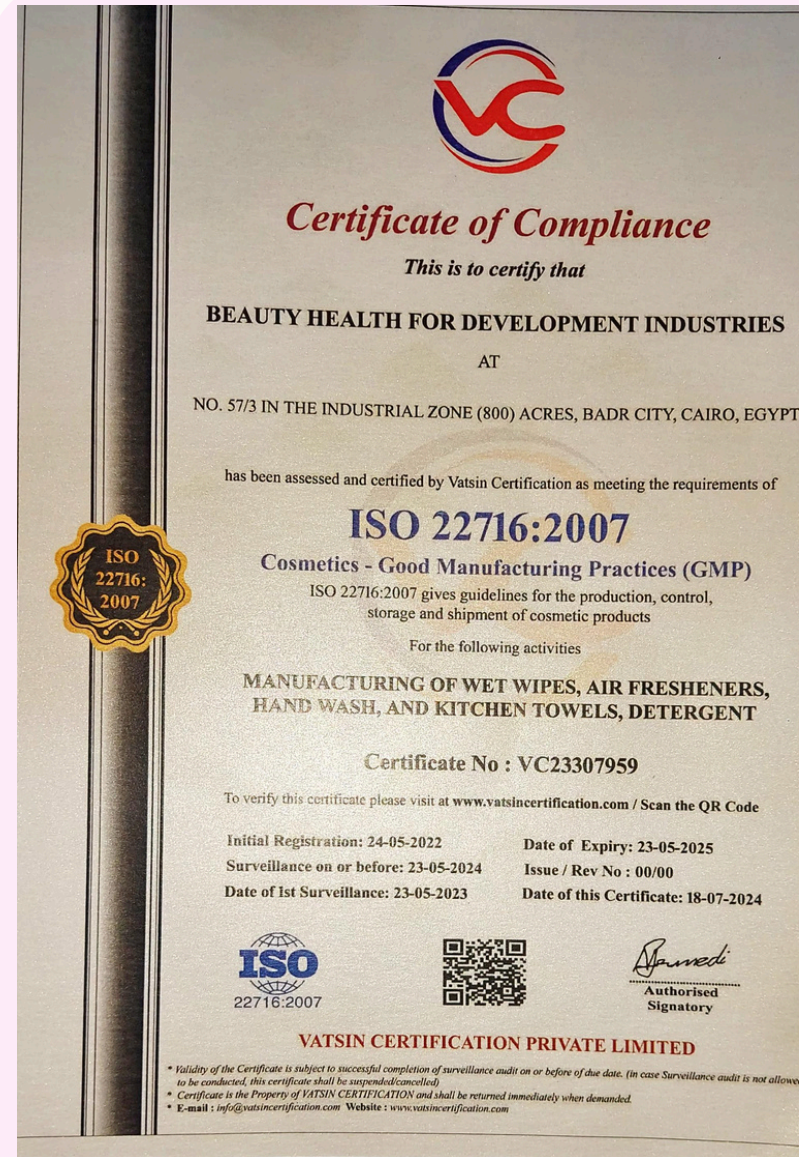 VC
Certificate of Compliance
This is to certify that
BEAUTY HEALTH FOR DEVELOPMENT INDUSTRIES
AT
NO. 57/3 IN THE INDUSTRIAL ZONE (800) ACRES, BADR CITY, CAIRO, EGYPT
has been assessed and certified by Vatsin Certification as meeting the requirements of
ISO 22716:2007
Cosmetics - Good Manufacturing Practices (GMP)
ISO 22716:2007 gives guidelines for the production, control,
storage and shipment of cosmetic products
For the following activities
MANUFACTURING OF WET WIPES, AIR FRESHENERS,
HAND WASH, AND KITCHEN TOWELS, DETERGENT
ISO
22716:
2007
Certificate No : VC23307959
To verify this certificate please visit at www.vatsincertification.com / Scan the QR Code
Initial Registration: 24-05-2022
Surveillance on or before: 23-05-2024
Date of 1st Surveillance: 23-05-2023
Date of Expiry: 23-05-2025
Issue / Rev No : 00/00
Date of this Certificate: 18-07-2024
ISO
22716:2007
Authorised
Signatory
VATSIN CERTIFICATION PRIVATE LIMITED
* Validity of the Certificate is subject to successful completion of surveillance audit on or before of due date. (in case Surveillance audit is not allowed
to be conducted, this certificate shall be suspended/cancelled)
* Certificate is the Property of VATSIN CERTIFICATION and shall be returned immediately when demanded.
* E-mail : info@vatsincertification.com Website : www.vatsincertification.com